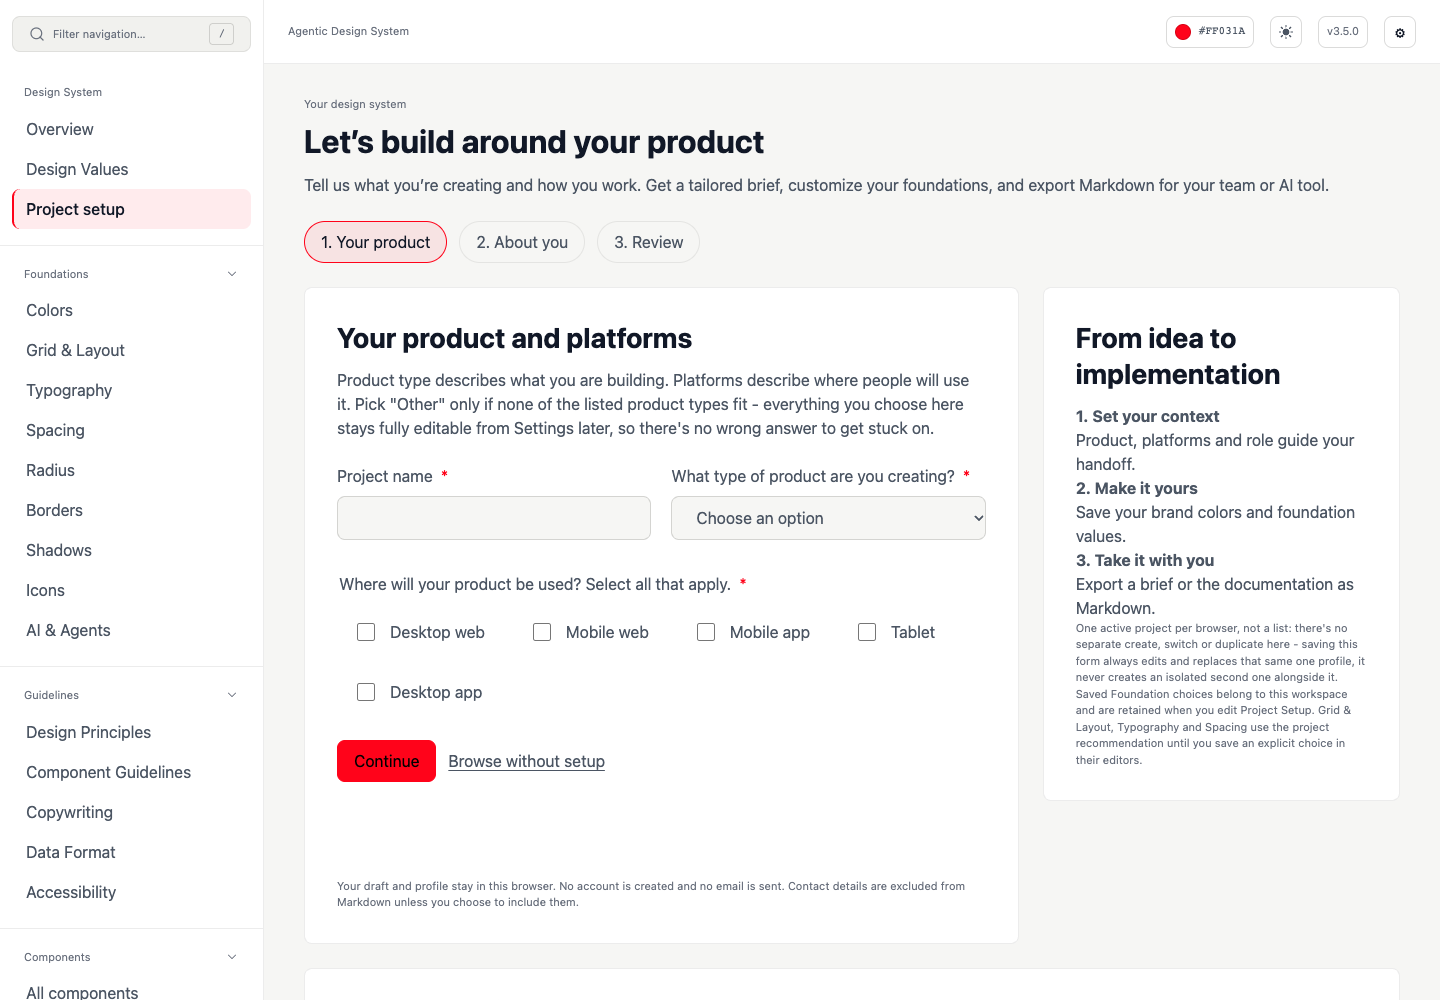 Filter navigation...
/
Agentic Design System
#FF031A
v3.5.0
Design System
Overview
Design Values
Project setup
Foundations
Colors
Grid & Layout
Typography
Spacing
Radius
Borders
Shadows
Icons
AI & Agents
Guidelines
Design Principles
Component Guidelines
Copywriting
Data Format
Accessibility
Components
All components
Your design system
Let’s build around your product
Tell us what you’re creating and how you work. Get a tailored brief, customize your foundations, and export Markdown for your team or AI tool.
1. Your product
2. About you
3. Review
Your product and platforms
Product type describes what you are building. Platforms describe where people will use
it. Pick "Other" only if none of the listed product types fit - everything you choose here
stays fully editable from Settings later, so there's no wrong answer to get stuck on.
Project name *
What type of product are you creating? *
Choose an option
Where will your product be used? Select all that apply. *
Desktop web
Mobile web
Mobile app
Tablet
Desktop app
Continue
Browse without setup
Your draft and profile stay in this browser. No account is created and no email is sent. Contact details are excluded from
Markdown unless you choose to include them.
From idea to
implementation
1. Set your context
Product, platforms and role guide your
handoff.
2. Make it yours
Save your brand colors and foundation
values.
3. Take it with you
Export a brief or the documentation as
Markdown.
One active project per browser, not a list: there's no
separate create, switch or duplicate here - saving this
form always edits and replaces that same one profile, it
never creates an isolated second one alongside it.
Saved Foundation choices belong to this workspace
and are retained when you edit Project Setup. Grid &
Layout, Typography and Spacing use the project
recommendation until you save an explicit choice in
their editors.